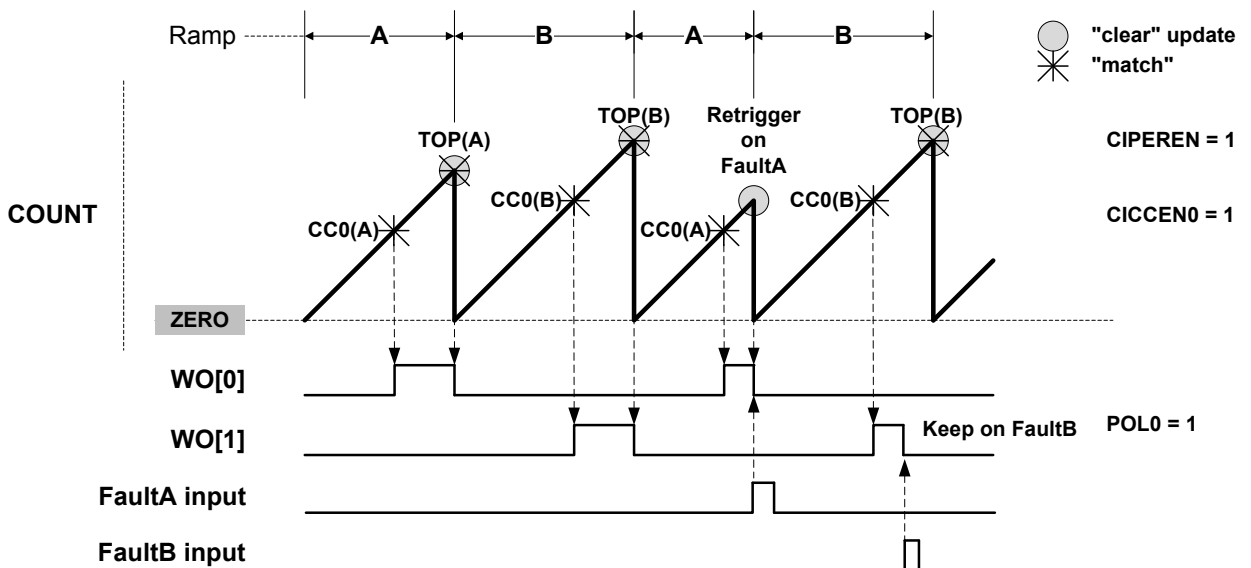 Ramp
A
B
A
B
"clear" update
"match"
TOP(A)
TOP(B)
Retrigger
on
FaultA
TOP(B)
CIPEREN = 1
COUNT
CC0(A)
CC0(B)
CC0(A)
CC0(B)
CICCEN0 = 1
ZERO
WO[0]
WO[1]
Keep on FaultB
POL0 = 1
FaultA input
FaultB input